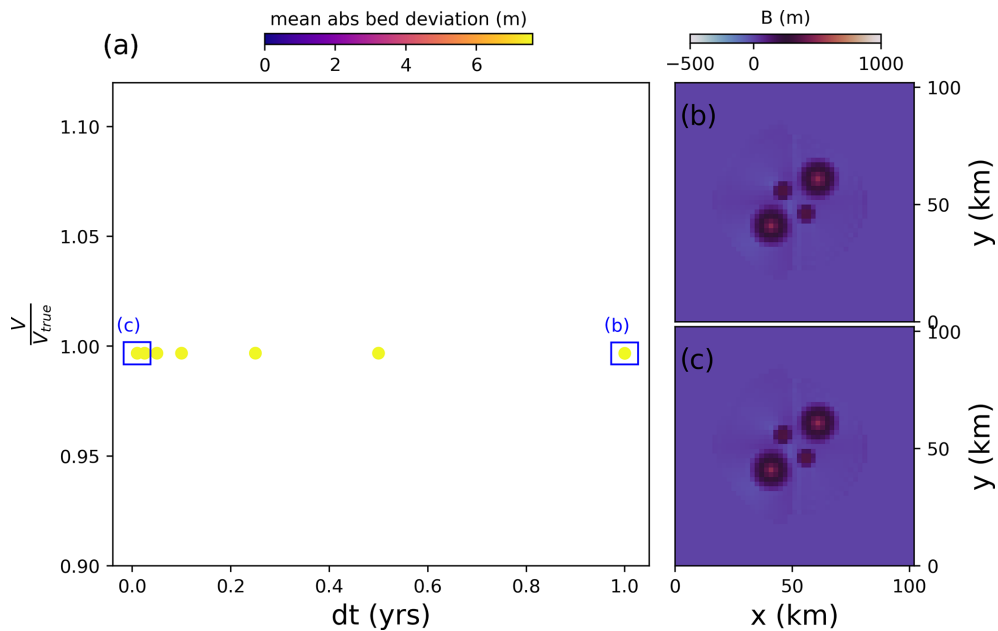 (a)
mean abs bed deviation (m)
0 2 4 6
B (m)
−500 0 1000
1.10
1.05
1.00
0.95
0.90
V
V_true
(c)
(b)
0.0 0.2 0.4 0.6 0.8 1.0
dt (yrs)
(b)
100
50
0
y (km)
(c)
100
50
0
y (km)
0 50 100
x (km)